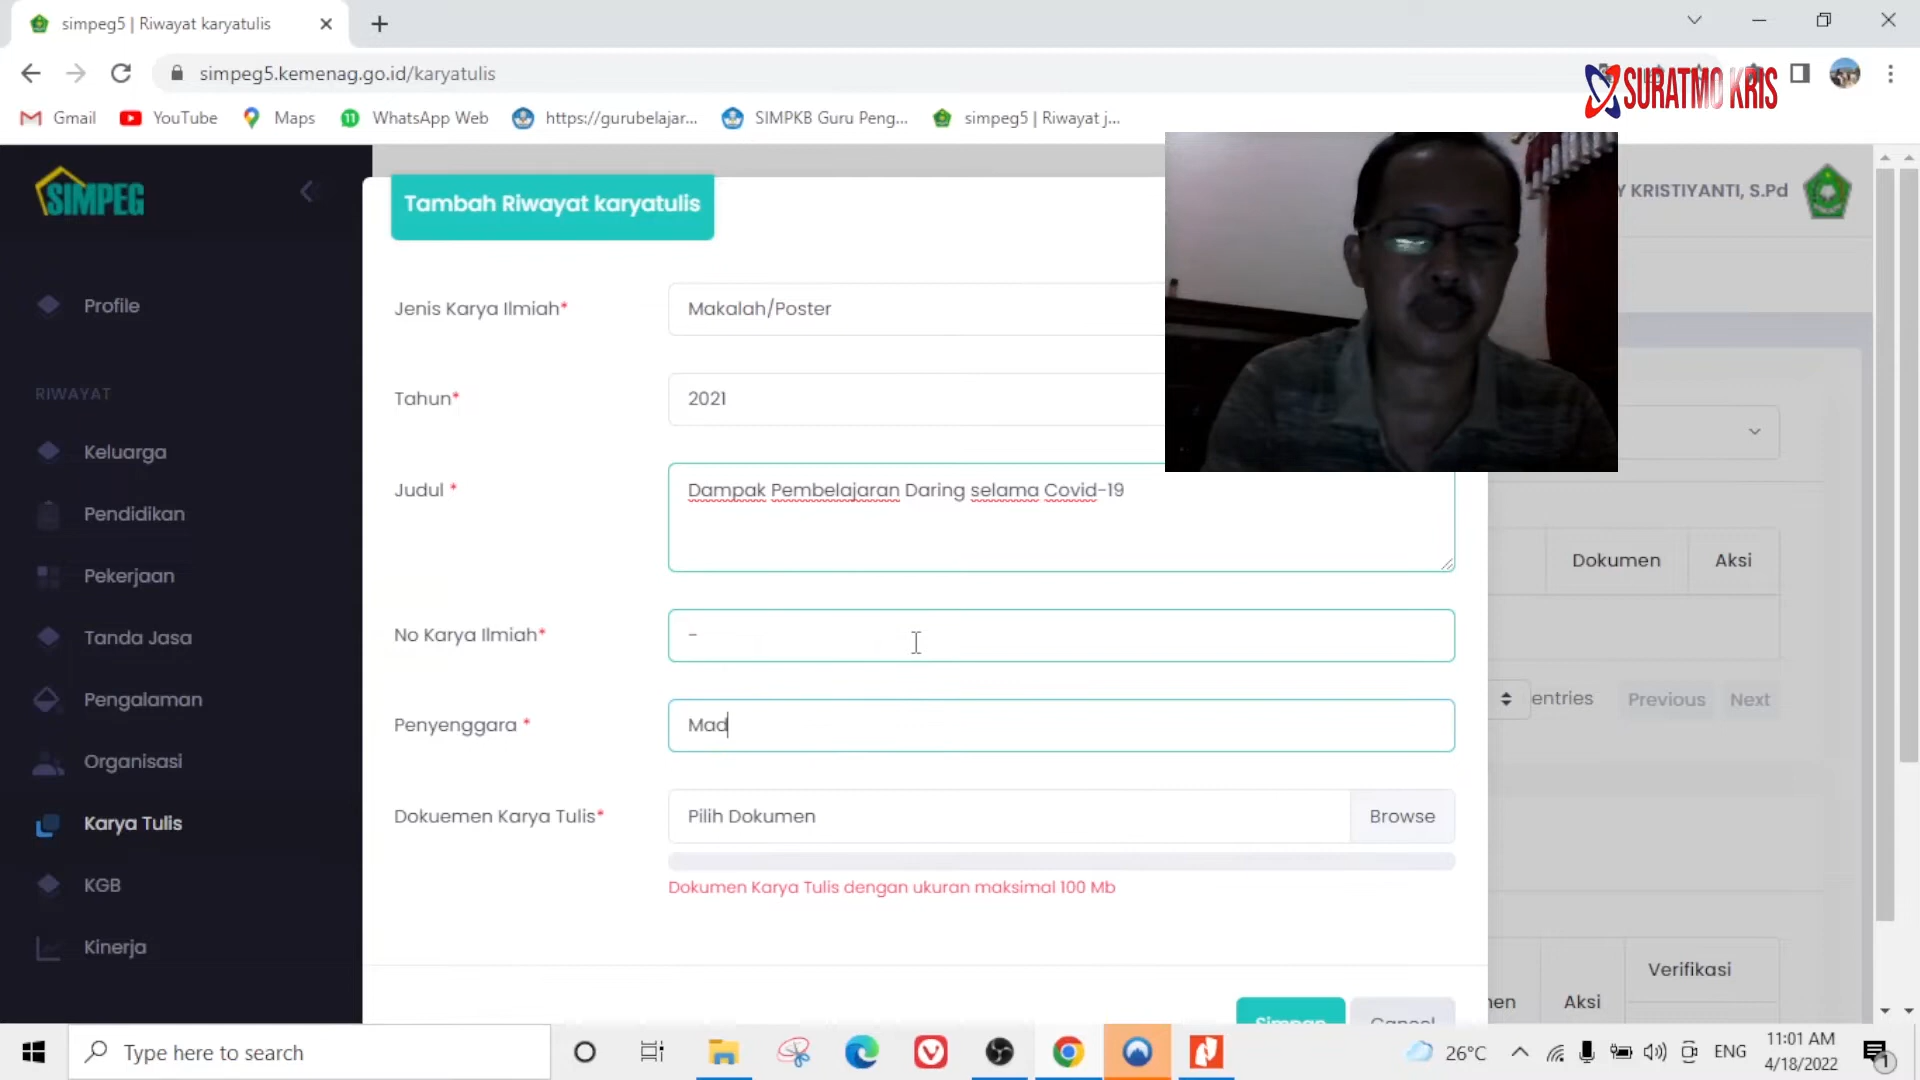 simpeg5 | Riwayat karyatulis
simpeg5.kemenag.go.id/karyatulis
SURATMO KRIS
Gmail
YouTube
Maps
WhatsApp Web
https://gurubelajar...
SIMPKB Guru Peng...
simpeg5 | Riwayat j...
SIMPEG
Tambah Riwayat karyatulis
Y KRISTIYANTI, S.Pd
Profile
Jenis Karya Ilmiah*
Makalah/Poster
RIWAYAT
Tahun*
2021
Keluarga
Judul *
Dampak Pembelajaran Daring selama Covid-19
Pendidikan
Dokumen
Aksi
Pekerjaan
Tanda Jasa
No Karya Ilmiah*
-
Pengalaman
entries
Previous
Next
Penyenggara *
Mad
Organisasi
Karya Tulis
Dokuemen Karya Tulis*
Pilih Dokumen
Browse
KGB
Dokumen Karya Tulis dengan ukuran maksimal 100 Mb
Kinerja
Verifikasi
nen
Aksi
Simpan
Cancel
Type here to search
26°C
ENG
11:01 AM
4/18/2022
1